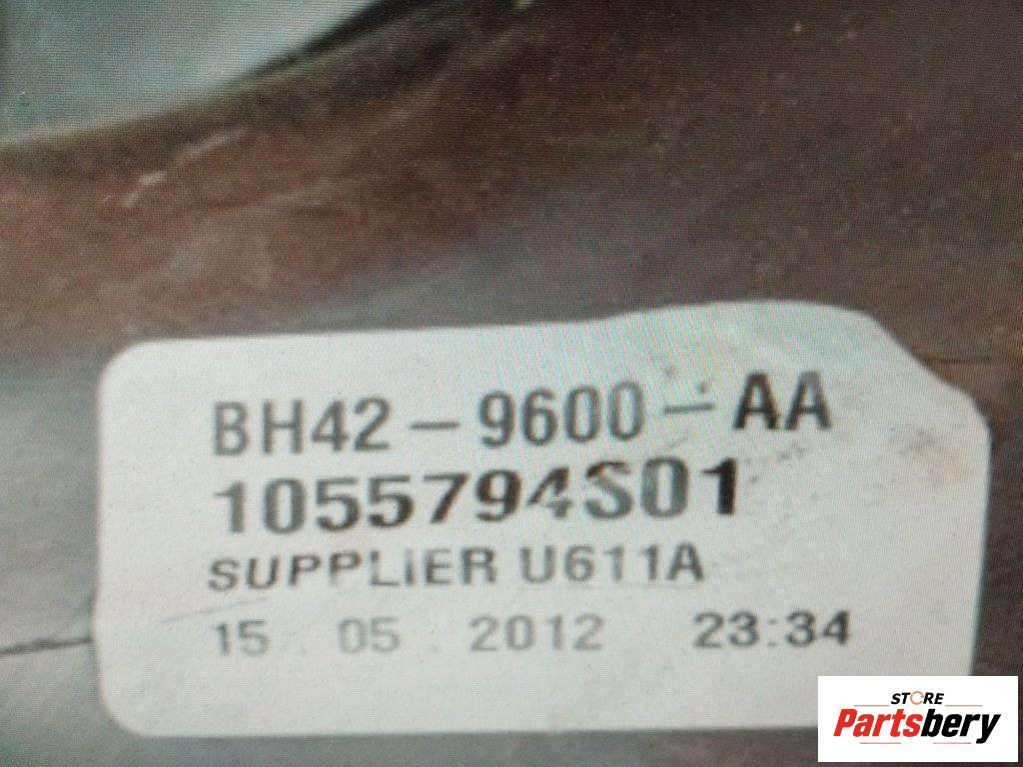 BH42-9600-AA
1055794S01
SUPPLIER U611A
15.05.2012 23:34
STORE
Partsbery